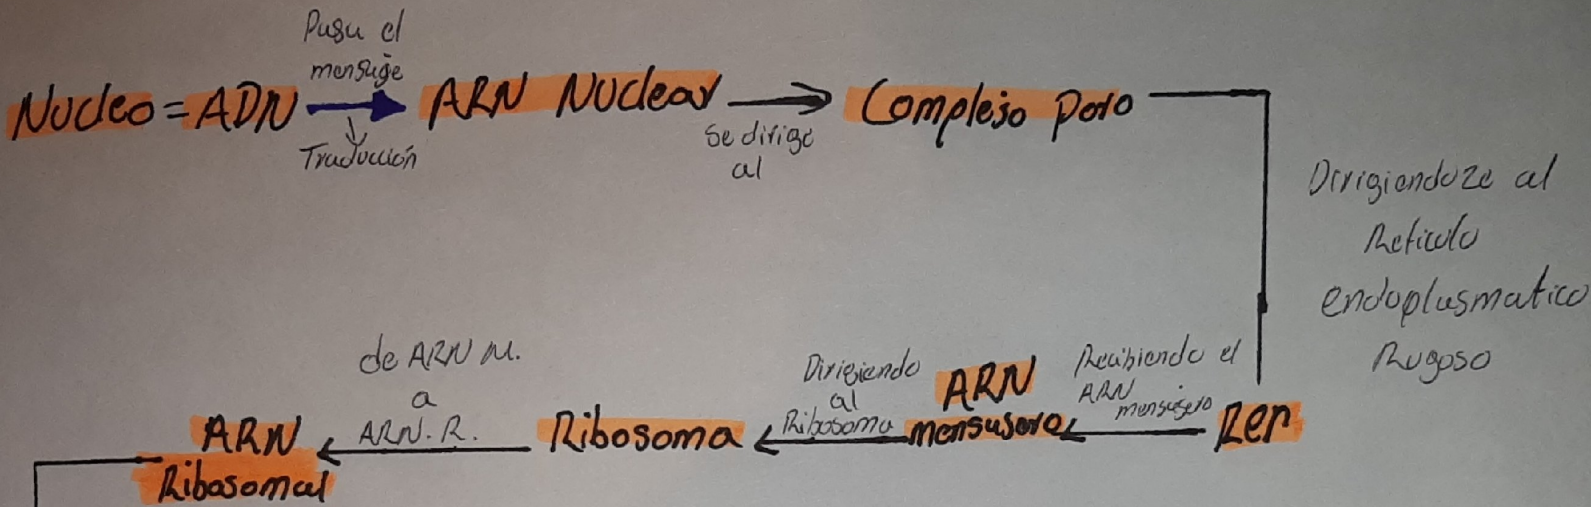 Pasa el
mensaje
Nucleo = ADN
Traducción
ARN Nuclear
Se dirige
al
Complejo Poro
Dirigiendoze al
Reticulo
endoplasmatico
Rugoso
RER
Recibiendo el
ARN
mensajero
ARN
mensajero
Dirigiendo
al
Ribosoma
Ribosoma
de ARN M.
a
ARN. R.
ARN
Ribosomal